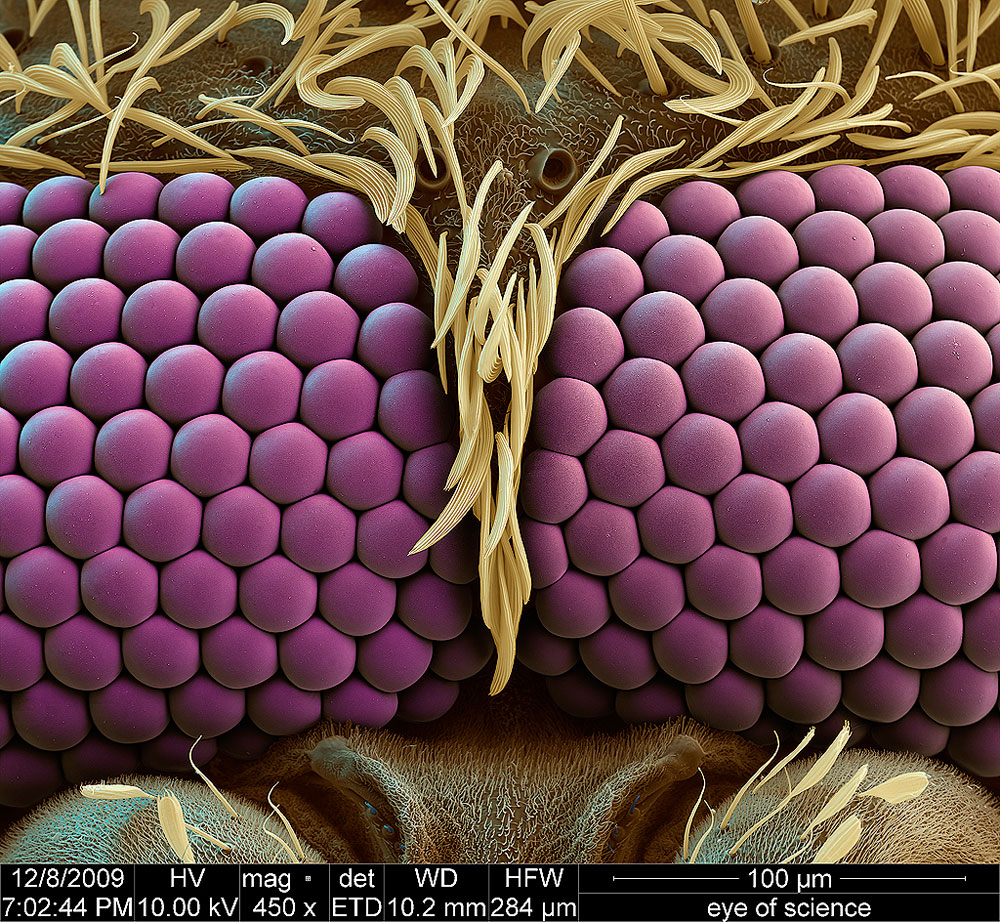 12/8/2009 HV mag ▫ det WD HFW 100 µm
7:02:44 PM 10.00 kV 450 x ETD 10.2 mm 284 µm eye of science